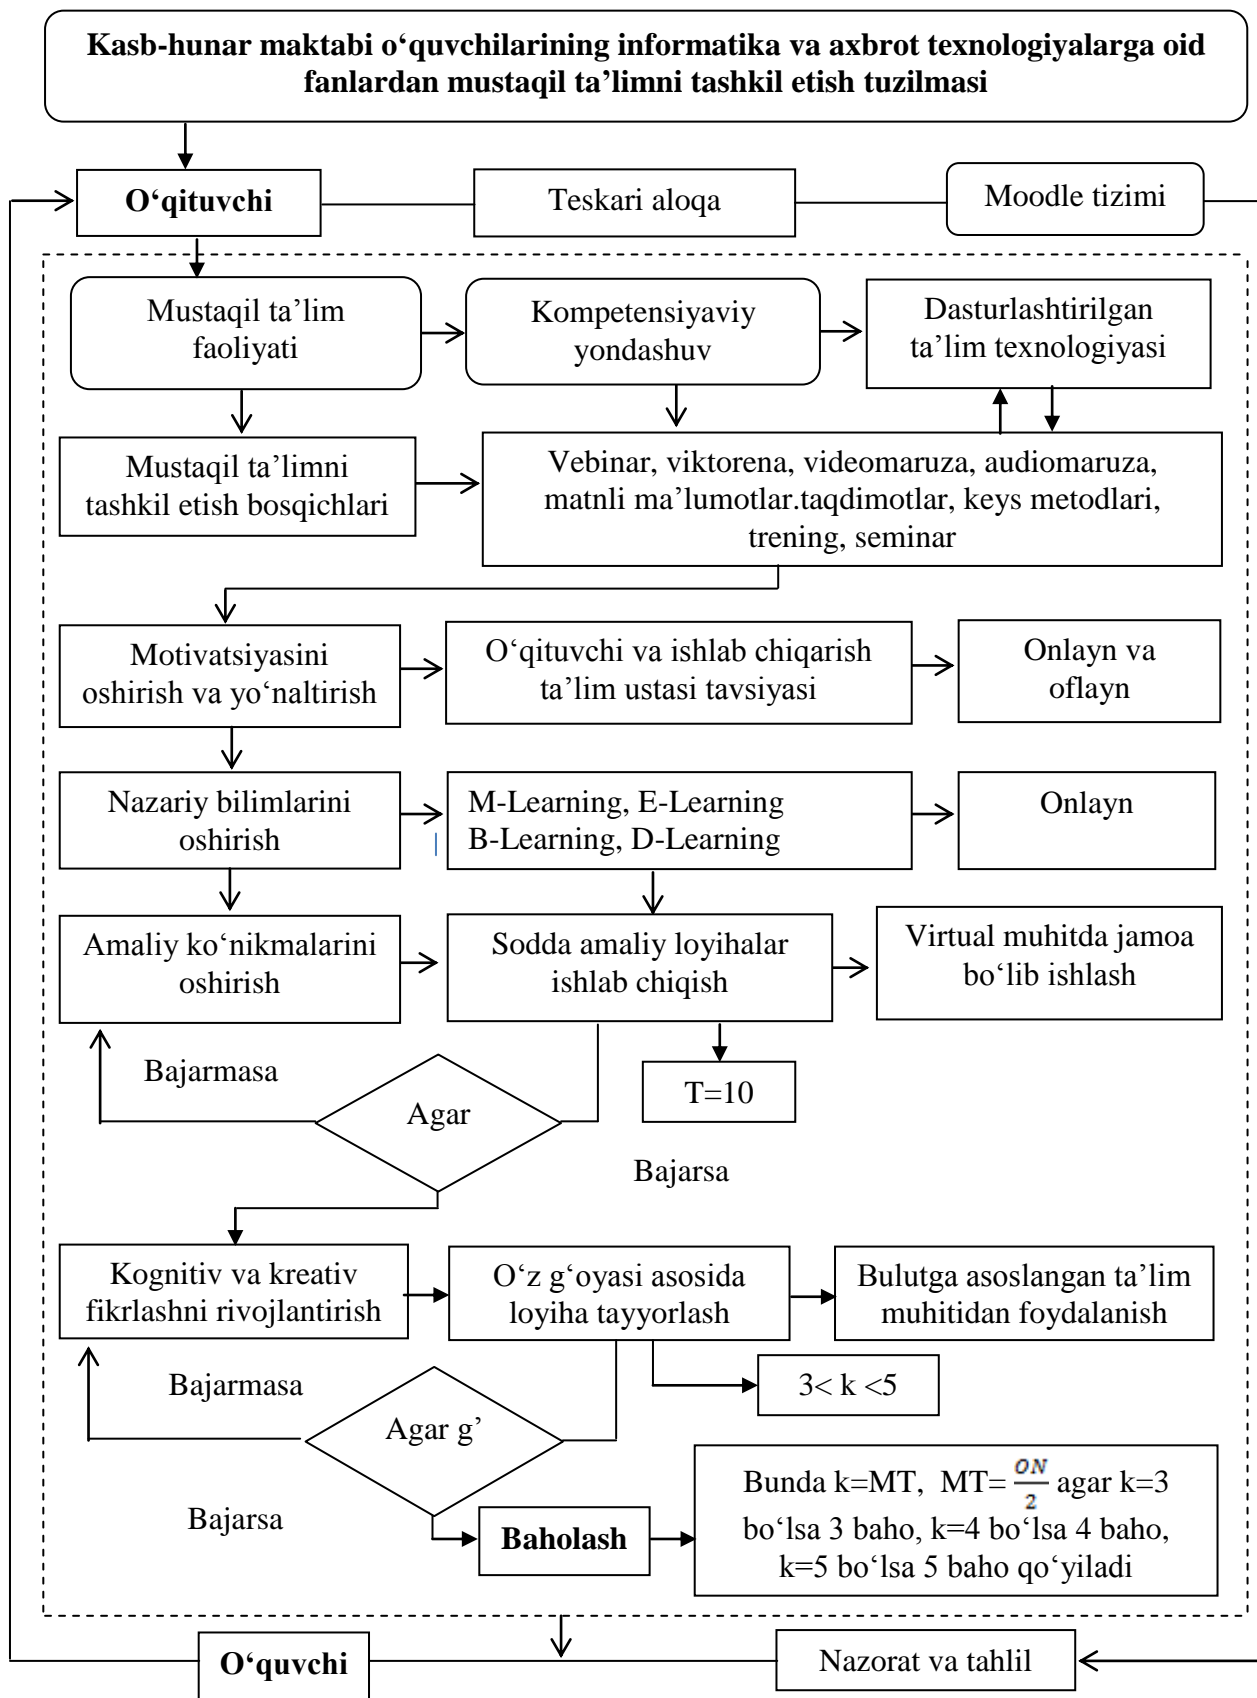 Kasb-hunar maktabi o‘quvchilarining informatika va axbrot texnologiyalarga oid
fanlardan mustaqil ta’limni tashkil etish tuzilmasi
O‘qituvchi
Teskari aloqa
Moodle tizimi
Mustaqil ta’lim
faoliyati
Kompetensiyaviy
yondashuv
Dasturlashtirilgan
ta’lim texnologiyasi
Mustaqil ta’limni
tashkil etish bosqichlari
Vebinar, viktorena, videomaruza, audiomaruza,
matnli ma’lumotlar.taqdimotlar, keys metodlari,
trening, seminar
Motivatsiyasini
oshirish va yo‘naltirish
O‘qituvchi va ishlab chiqarish
ta’lim ustasi tavsiyasi
Onlayn va
oflayn
Nazariy bilimlarini
oshirish
M-Learning, E-Learning
B-Learning, D-Learning
Onlayn
Amaliy ko‘nikmalarini
oshirish
Sodda amaliy loyihalar
ishlab chiqish
Virtual muhitda jamoa
bo‘lib ishlash
Bajarmasa
Agar
T=10
Bajarsa
Kognitiv va kreativ
fikrlashni rivojlantirish
O‘z g‘oyasi asosida
loyiha tayyorlash
Bulutga asoslangan ta’lim
muhitidan foydalanish
Bajarmasa
Agar g’
3< k <5
Bajarsa
Baholash
Bunda k=MT, MT=ON/2 agar k=3
bo‘lsa 3 baho, k=4 bo‘lsa 4 baho,
k=5 bo‘lsa 5 baho qo‘yiladi
O‘quvchi
Nazorat va tahlil